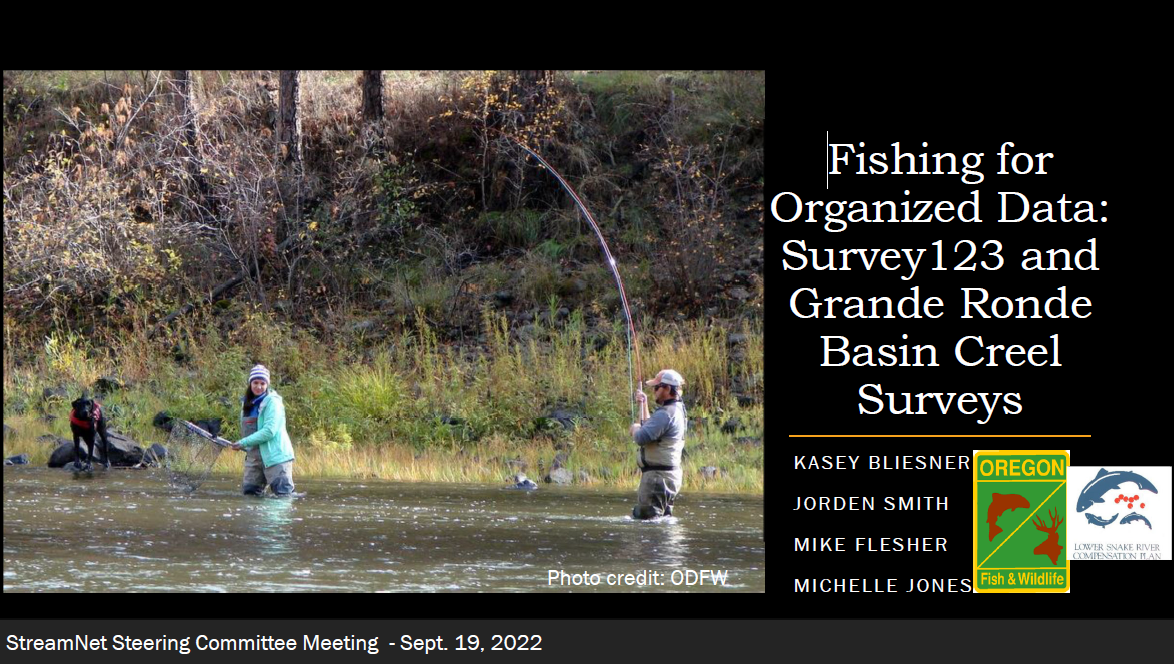 Fishing for
Organized Data:
Survey123 and
Grande Ronde
Basin Creel
Surveys
KASEY BLIESNER
JORDEN SMITH
MIKE FLESHER
MICHELLE JONES
OREGON
Fish & Wildlife
LOWER SNAKE RIVER
COMPENSATION PLAN
Photo credit: ODFW
StreamNet Steering Committee Meeting - Sept. 19, 2022